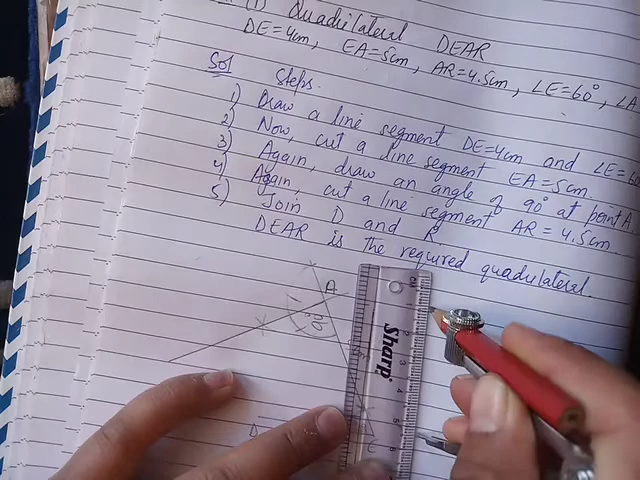 (1) Quadrilateral DEAR
DE=4cm, EA=5cm, AR=4.5cm, ∠E=60°, ∠A
Sol Steps
1) Draw a line segment DE=4cm and ∠E=60
2) Now, cut a line segment EA=5cm
3) Again, draw an angle of 90° at point A.
4) Again, cut a line segment AR = 4.5cm
5) Join D and R.
DEAR is the required quadrilateral.
A
90°
Sharp
D